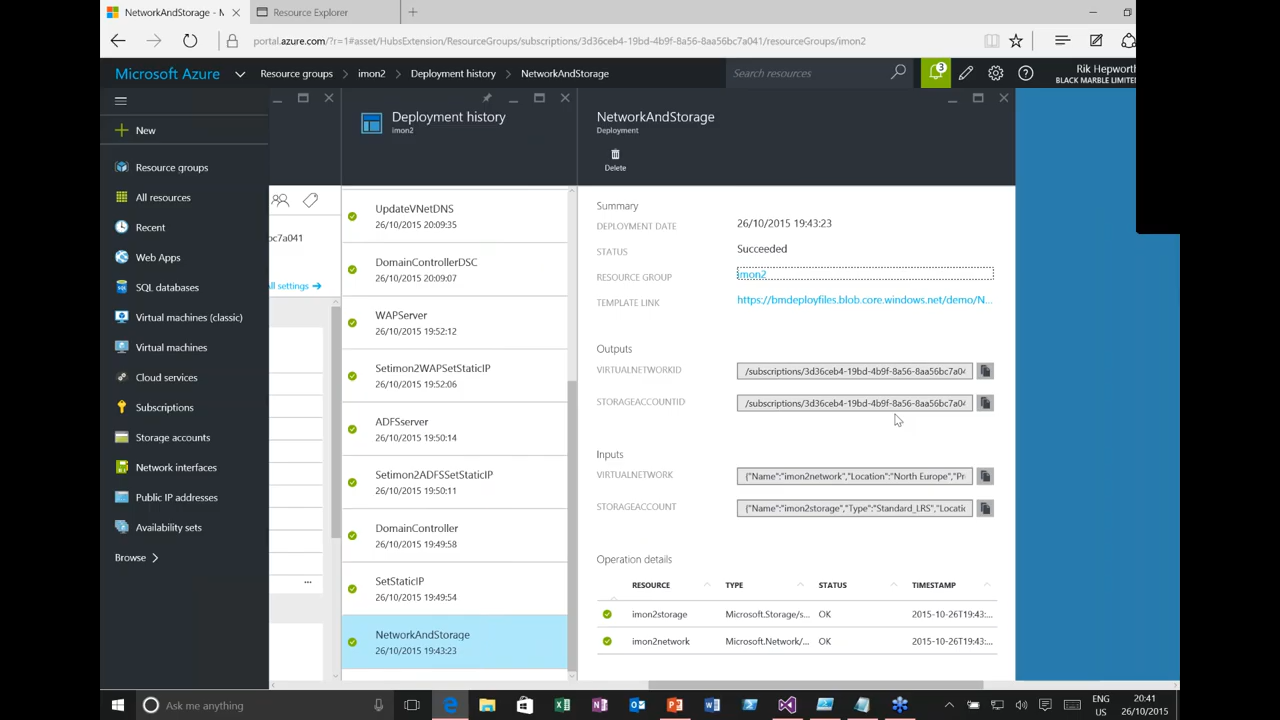 NetworkAndStorage - M
Resource Explorer
portal.azure.com/?r=1#asset/HubsExtension/ResourceGroups/subscriptions/3d36ceb4-19bd-4b9f-8a56-8aa56bc7a041/resourceGroups/imon2
Microsoft Azure
Resource groups > imon2 > Deployment history > NetworkAndStorage
Search resources
3
Rik Hepworth
BLACK MARBLE LIMITED
New
Resource groups
All resources
Recent
Web Apps
SQL databases
Virtual machines (classic)
Virtual machines
Cloud services
Subscriptions
Storage accounts
Network interfaces
Public IP addresses
Availability sets
Browse >
bc7a041
All settings →
...
Deployment history
imon2
UpdateVNetDNS
26/10/2015 20:09:35
DomainControllerDSC
26/10/2015 20:09:07
WAPServer
26/10/2015 19:52:12
Setimon2WAPSetStaticIP
26/10/2015 19:52:06
ADFSserver
26/10/2015 19:50:14
Setimon2ADFSSetStaticIP
26/10/2015 19:50:11
DomainController
26/10/2015 19:49:58
SetStaticIP
26/10/2015 19:49:54
NetworkAndStorage
26/10/2015 19:43:23
NetworkAndStorage
Deployment
Delete
Summary
DEPLOYMENT DATE 26/10/2015 19:43:23
STATUS Succeeded
RESOURCE GROUP imon2
TEMPLATE LINK https://bmdeployfiles.blob.core.windows.net/demo/N...
Outputs
VIRTUALNETWORKID /subscriptions/3d36ceb4-19bd-4b9f-8a56-8aa56bc7a04
STORAGEACCOUNTID /subscriptions/3d36ceb4-19bd-4b9f-8a56-8aa56bc7a04
Inputs
VIRTUALNETWORK {"Name":"imon2network","Location":"North Europe","Pr
STORAGEACCOUNT {"Name":"imon2storage","Type":"Standard_LRS","Locatic
Operation details
RESOURCE TYPE STATUS TIMESTAMP
imon2storage Microsoft.Storage/s... OK 2015-10-26T19:43:...
imon2network Microsoft.Network/... OK 2015-10-26T19:43:...
Ask me anything
ENG
US
20:41
26/10/2015